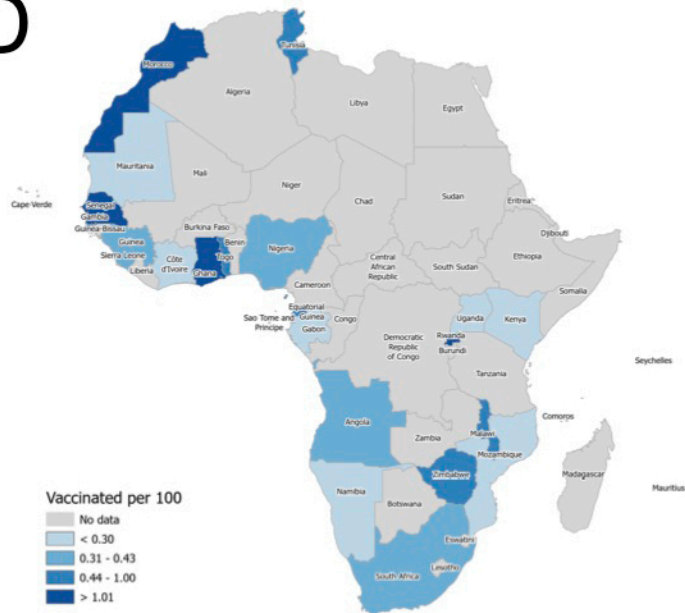 D
Tunisia
Morocco
Algeria
Libya
Egypt
Mauritania
Mali
Niger
Chad
Sudan
Eritrea
Cape Verde
Senegal
Gambia
Guinea-Bissau
Guinea
Sierra Leone
Liberia
Côte
d'Ivoire
Burkina Faso
Ghana
Togo
Benin
Nigeria
Djibouti
Ethiopia
Central
African
Republic
South Sudan
Somalia
Cameroon
Equatorial
Guinea
Sao Tome and
Principe
Gabon
Congo
Democratic
Republic
of Congo
Uganda
Kenya
Rwanda
Burundi
Tanzania
Seychelles
Comoros
Angola
Zambia
Malawi
Mozambique
Madagascar
Mauritius
Zimbabwe
Namibia
Botswana
Eswatini
Lesotho
South Africa
Vaccinated per 100
No data
< 0.30
0.31 - 0.43
0.44 - 1.00
> 1.01